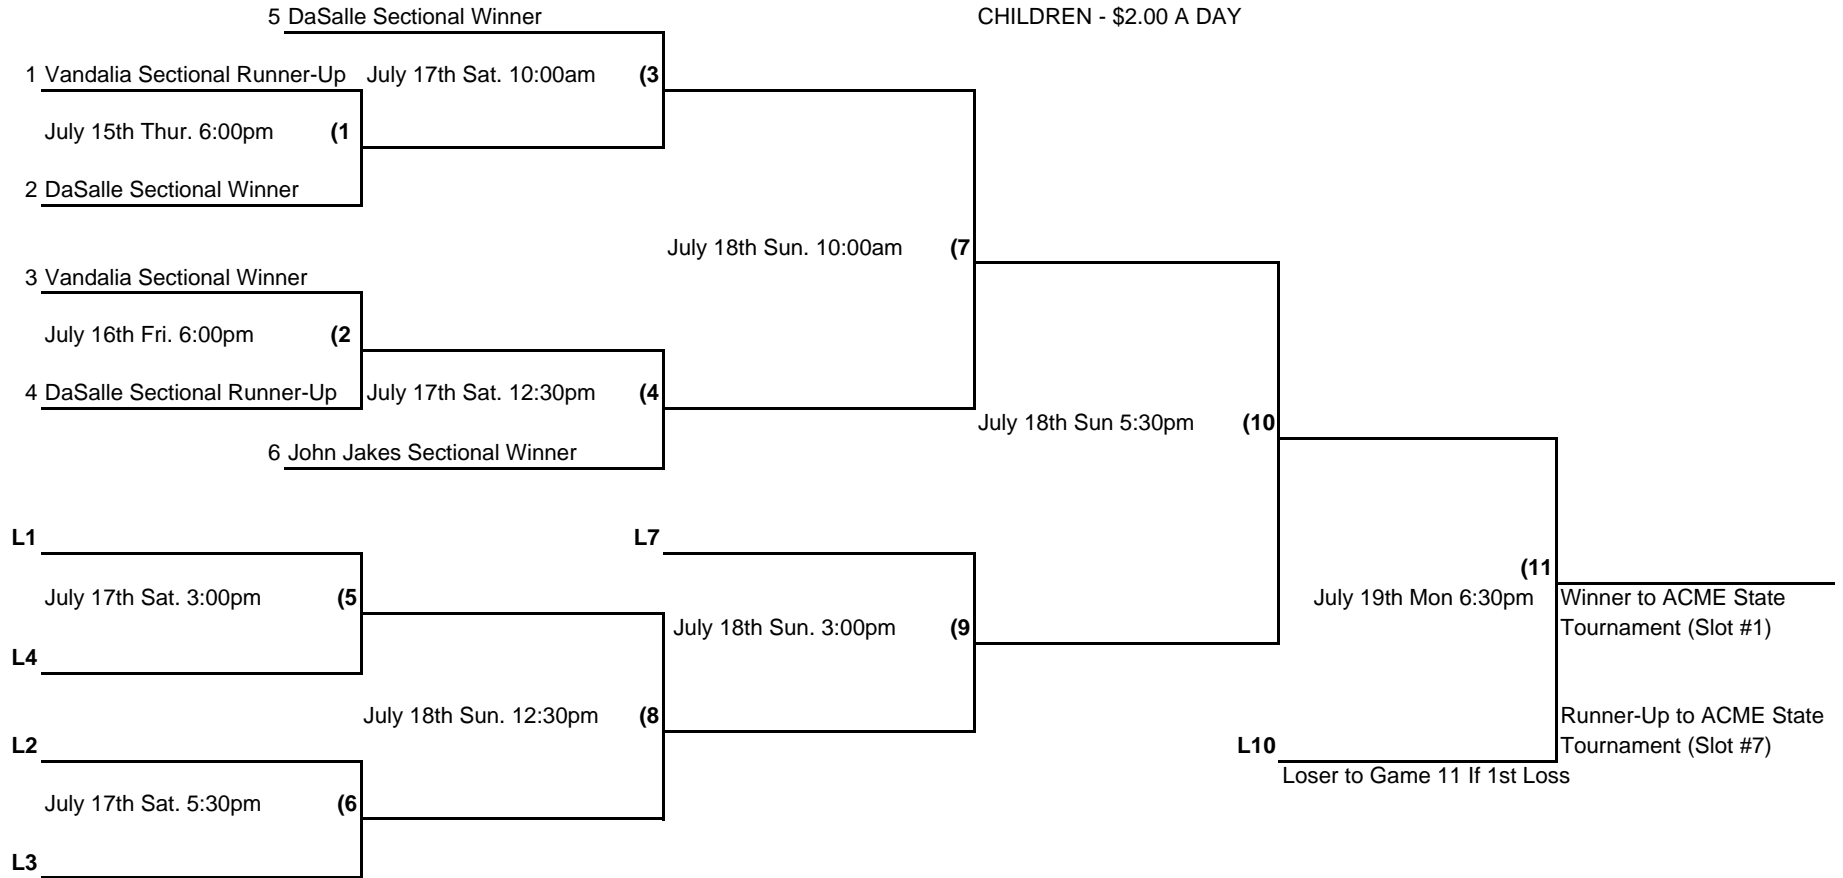 5 DaSalle Sectional Winner
CHILDREN - $2.00 A DAY
1 Vandalia Sectional Runner-Up
July 17th Sat. 10:00am (3
July 15th Thur. 6:00pm (1
2 DaSalle Sectional Winner
July 18th Sun. 10:00am (7
3 Vandalia Sectional Winner
July 16th Fri. 6:00pm (2
4 DaSalle Sectional Runner-Up
July 17th Sat. 12:30pm (4
July 18th Sun 5:30pm (10
6 John Jakes Sectional Winner
L1
L7
July 17th Sat. 3:00pm (5
(11
July 19th Mon 6:30pm
Winner to ACME State
Tournament (Slot #1)
July 18th Sun. 3:00pm (9
L4
July 18th Sun. 12:30pm (8
Runner-Up to ACME State
Tournament (Slot #7)
L2
L10
Loser to Game 11 If 1st Loss
July 17th Sat. 5:30pm (6
L3